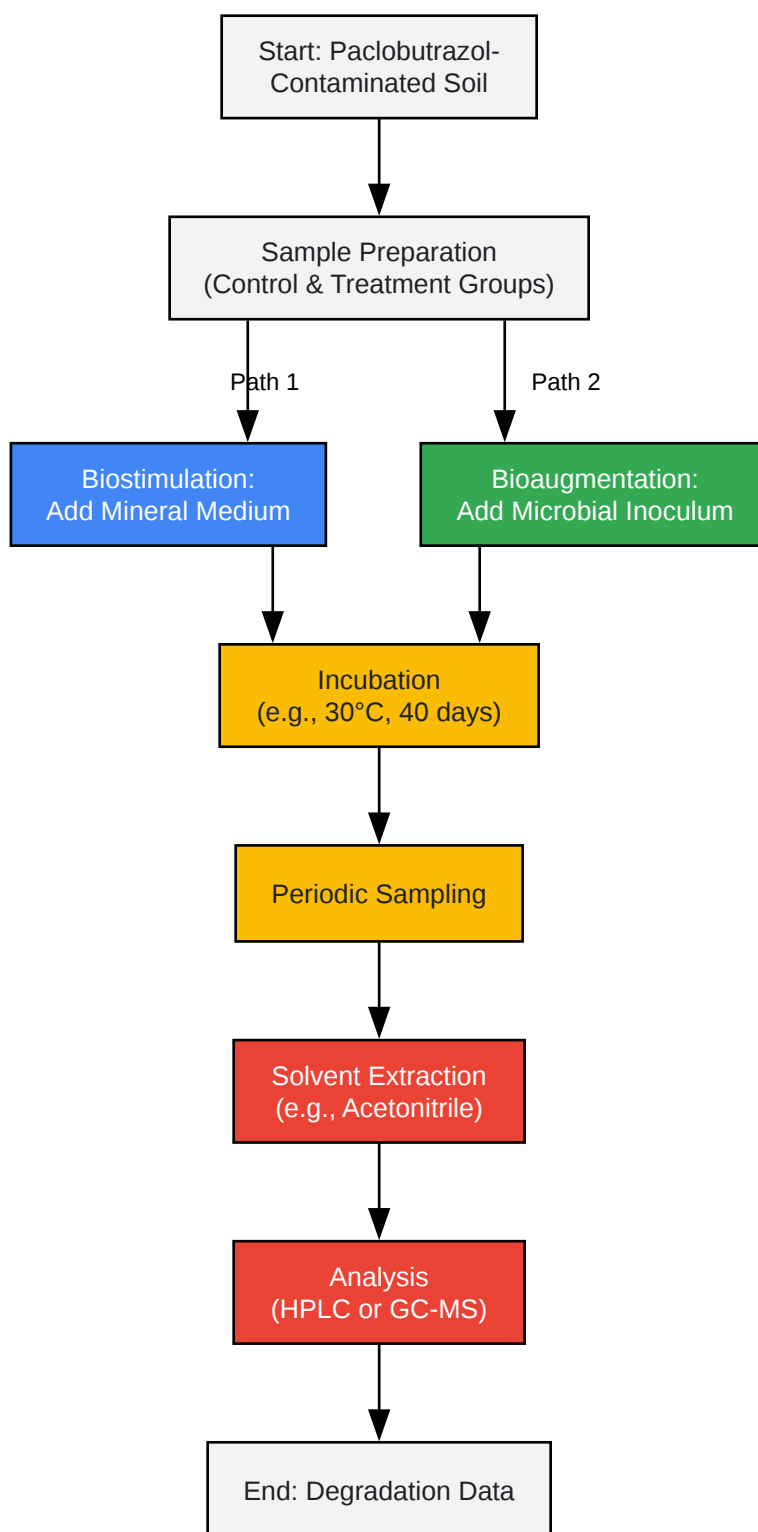 Start: Paclobutrazol-
Contaminated Soil
Sample Preparation
(Control & Treatment Groups)
Path 1
Path 2
Biostimulation:
Add Mineral Medium
Bioaugmentation:
Add Microbial Inoculum
Incubation
(e.g., 30°C, 40 days)
Periodic Sampling
Solvent Extraction
(e.g., Acetonitrile)
Analysis
(HPLC or GC-MS)
End: Degradation Data